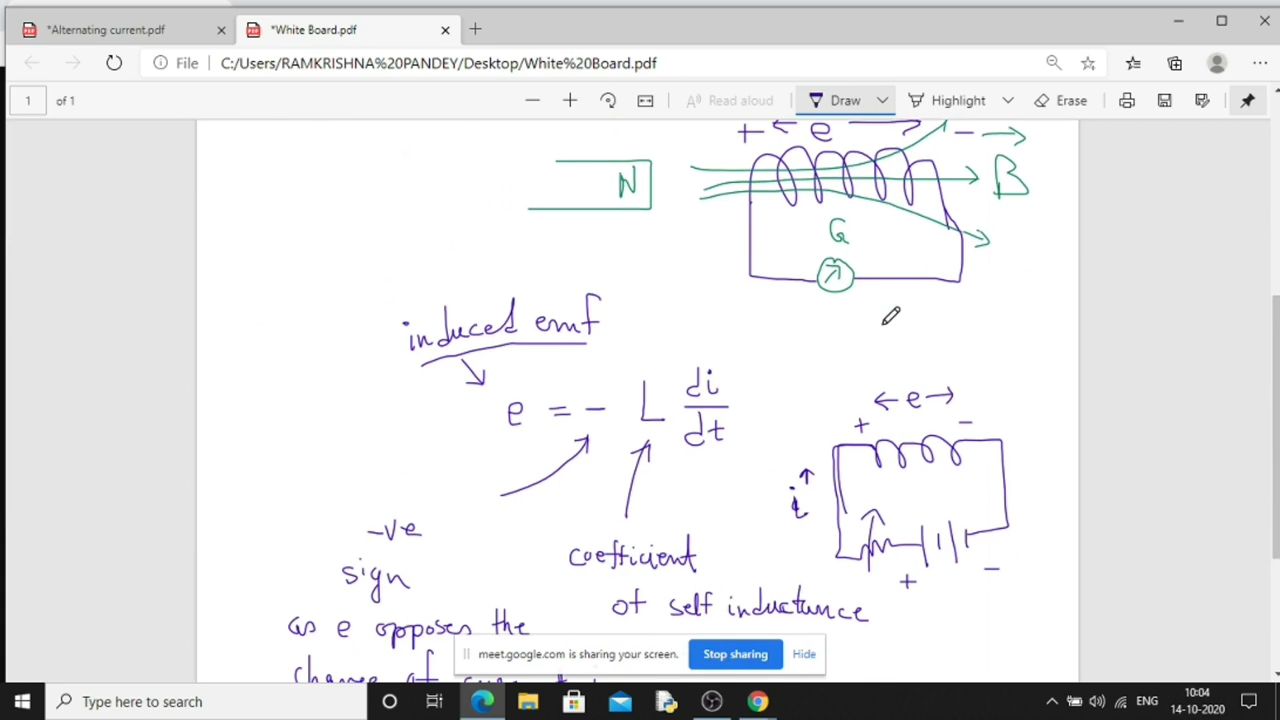 *Alternating current.pdf
*White Board.pdf
File
C:/Users/RAMKRISHNA%20PANDEY/Desktop/White%20Board.pdf
1 of 1
Read aloud
Draw
Highlight
Erase
+ ← e → - →
N
B
G
induced emf
e = - L di/dt
← e →
+ -
i ↑
+ -
-ve
sign
coefficient
of self inductance
as e opposes the
change of
meet.google.com is sharing your screen.
Stop sharing
Hide
Type here to search
ENG
10:04
14-10-2020